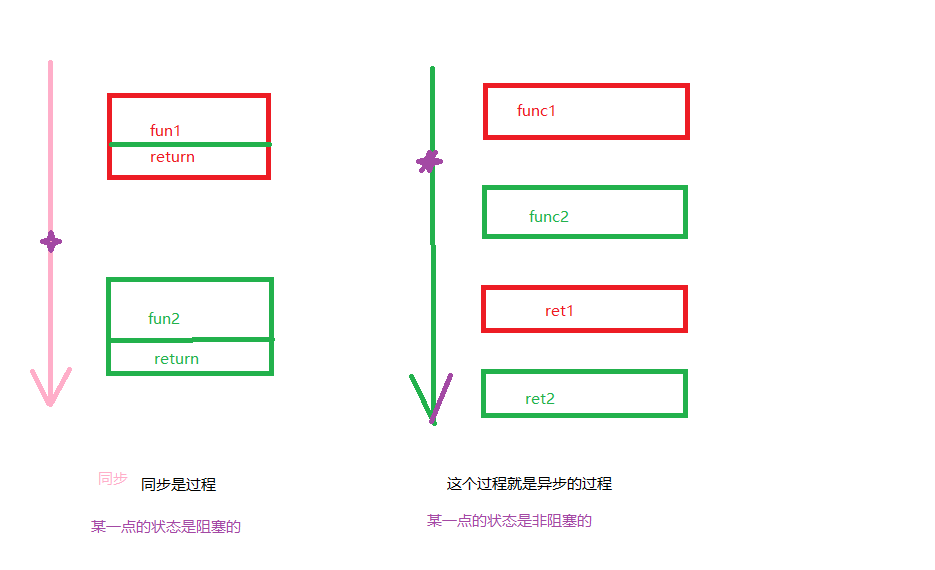 fun1
return
fun2
return
同步
同步是过程
某一点的状态是阻塞的
func1
func2
ret1
ret2
这个过程就是异步的过程
某一点的状态是非阻塞的